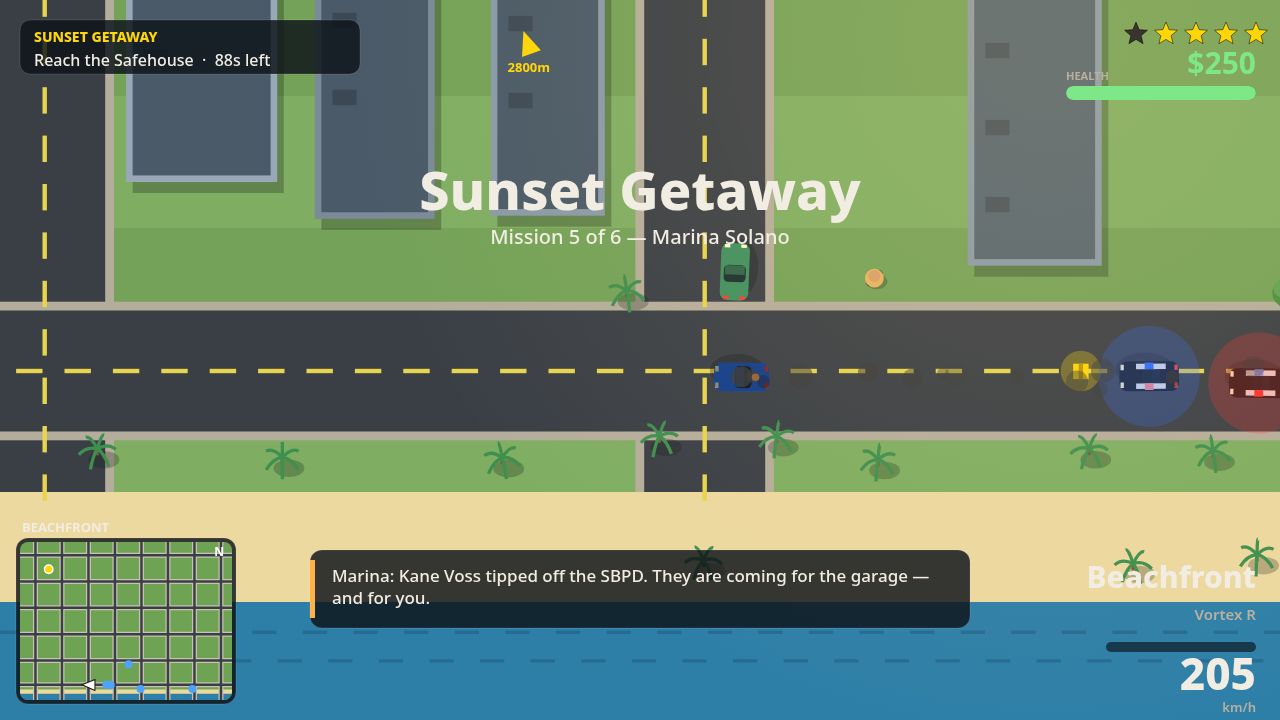 SUNSET GETAWAY
Reach the Safehouse · 88s left
2800m
$250
HEALTH
Sunset Getaway
Mission 5 of 6 — Marina Solano
BEACHFRONT
N
Marina: Kane Voss tipped off the SBPD. They are coming for the garage —
and for you.
Beachfront
Vortex R
205
km/h